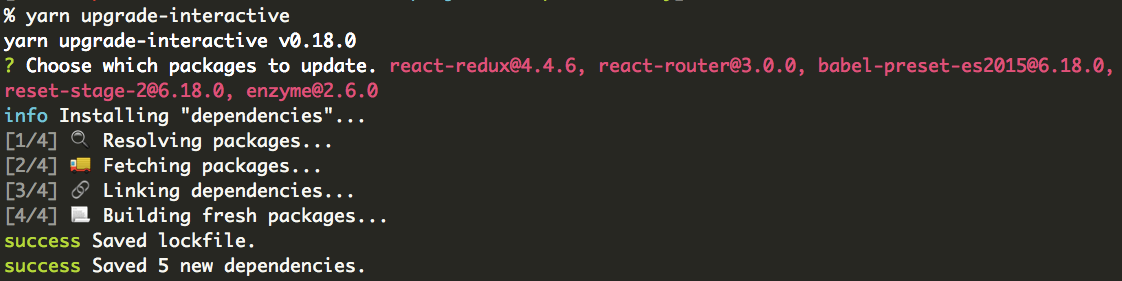 % yarn upgrade-interactive
yarn upgrade-interactive v0.18.0
? Choose which packages to update. react-redux@4.4.6, react-router@3.0.0, babel-preset-es2015@6.18.0,
reset-stage-2@6.18.0, enzyme@2.6.0
info Installing "dependencies"...
[1/4] 🔍 Resolving packages...
[2/4] 🚚 Fetching packages...
[3/4] 🔗 Linking dependencies...
[4/4] 📃 Building fresh packages...
success Saved lockfile.
success Saved 5 new dependencies.